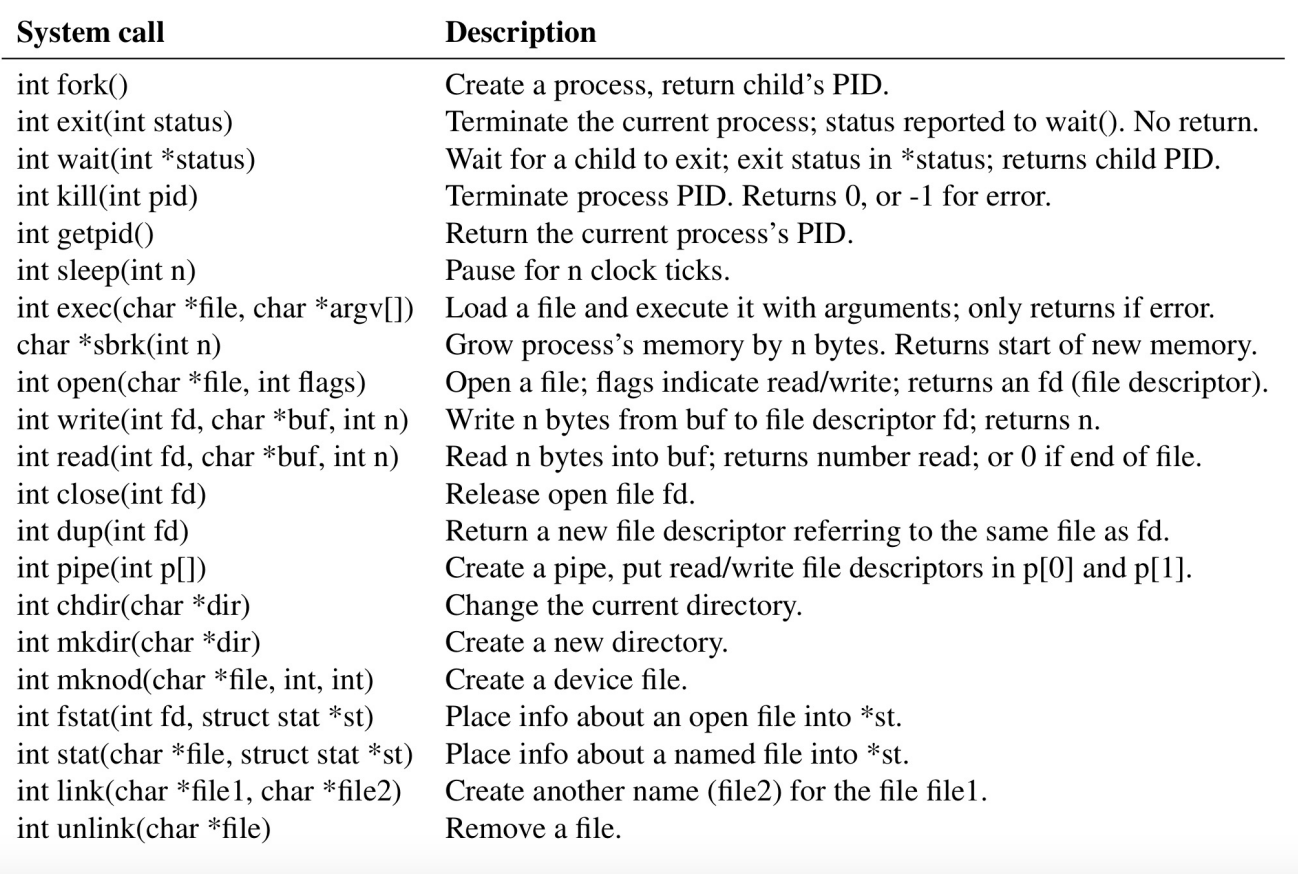 System call Description
int fork() Create a process, return child’s PID.
int exit(int status) Terminate the current process; status reported to wait(). No return.
int wait(int *status) Wait for a child to exit; exit status in *status; returns child PID.
int kill(int pid) Terminate process PID. Returns 0, or -1 for error.
int getpid() Return the current process’s PID.
int sleep(int n) Pause for n clock ticks.
int exec(char *file, char *argv[]) Load a file and execute it with arguments; only returns if error.
char *sbrk(int n) Grow process’s memory by n bytes. Returns start of new memory.
int open(char *file, int flags) Open a file; flags indicate read/write; returns an fd (file descriptor).
int write(int fd, char *buf, int n) Write n bytes from buf to file descriptor fd; returns n.
int read(int fd, char *buf, int n) Read n bytes into buf; returns number read; or 0 if end of file.
int close(int fd) Release open file fd.
int dup(int fd) Return a new file descriptor referring to the same file as fd.
int pipe(int p[]) Create a pipe, put read/write file descriptors in p[0] and p[1].
int chdir(char *dir) Change the current directory.
int mkdir(char *dir) Create a new directory.
int mknod(char *file, int, int) Create a device file.
int fstat(int fd, struct stat *st) Place info about an open file into *st.
int stat(char *file, struct stat *st) Place info about a named file into *st.
int link(char *file1, char *file2) Create another name (file2) for the file file1.
int unlink(char *file) Remove a file.